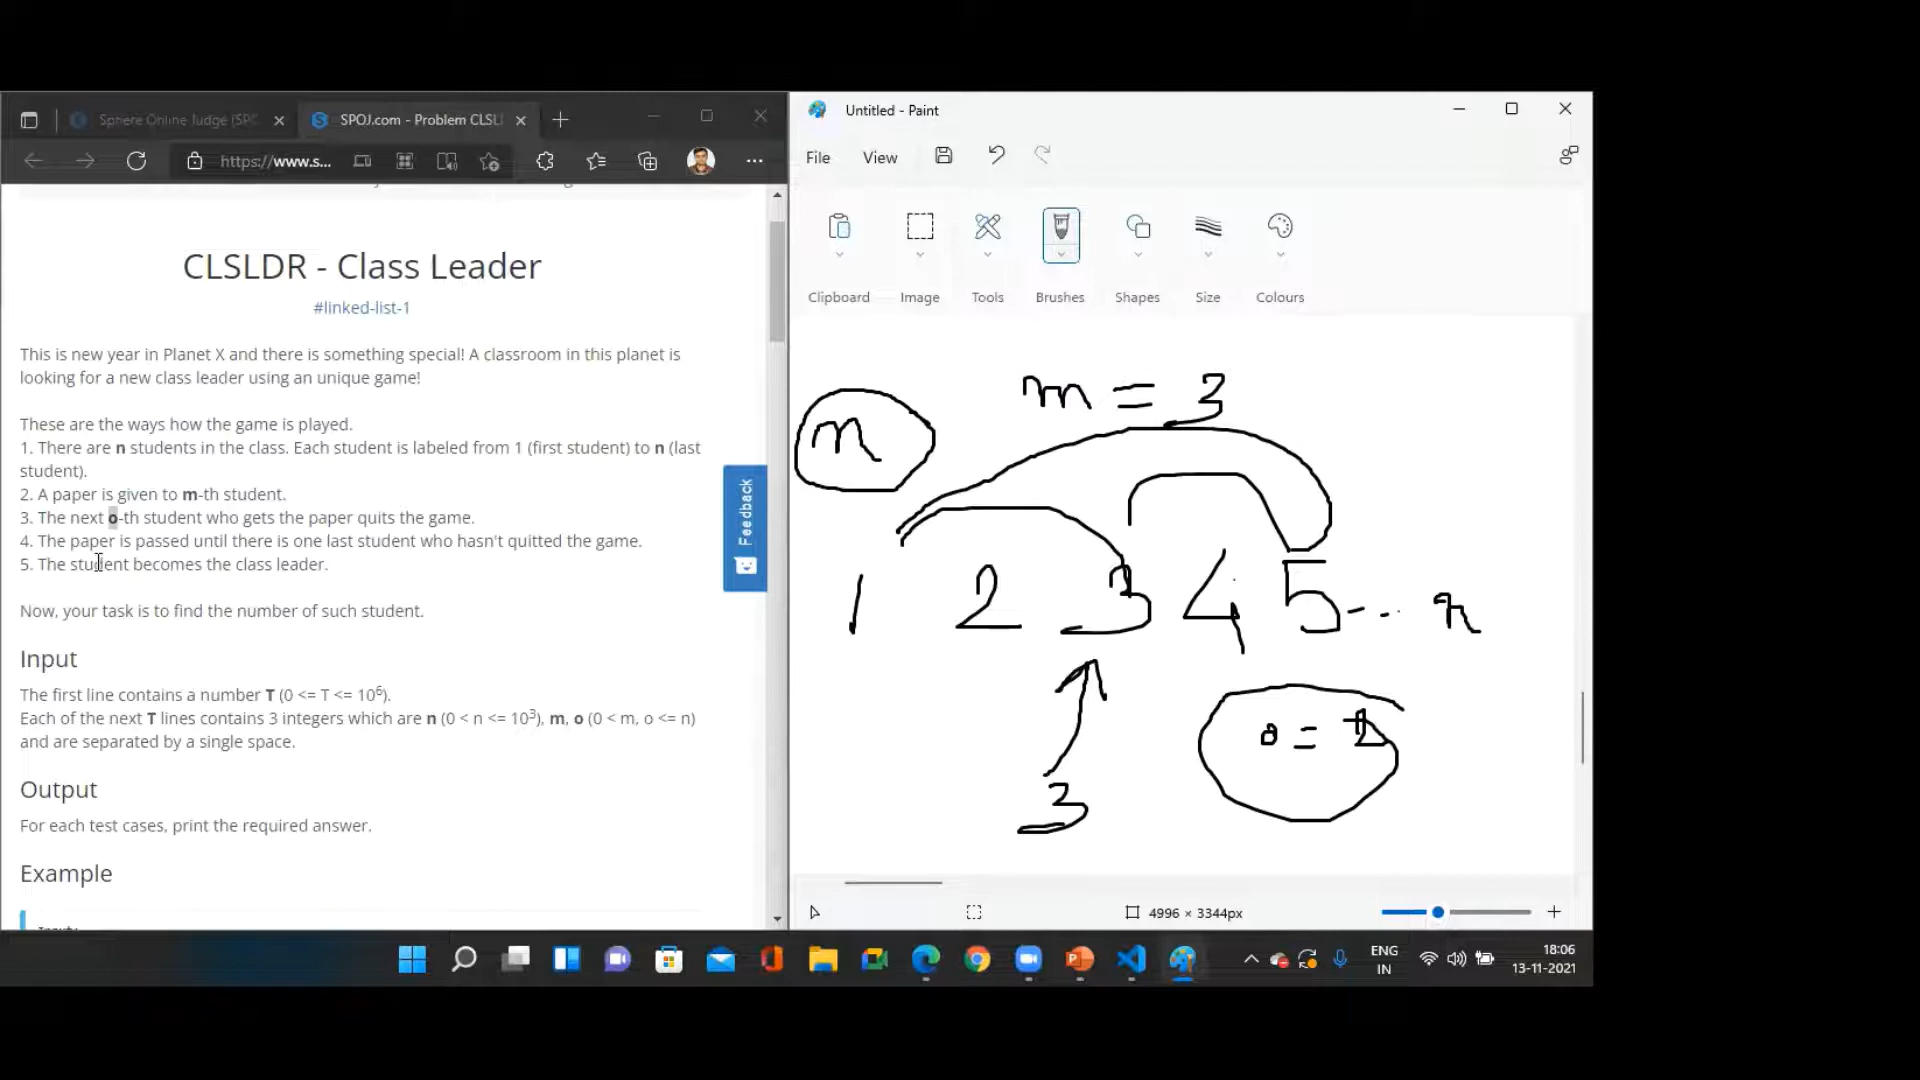 Sphere Online Judge (SPO
SPOJ.com - Problem CLSL
https://www.s...
CLSLDR - Class Leader
#linked-list-1
This is new year in Planet X and there is something special! A classroom in this planet is
looking for a new class leader using an unique game!
These are the ways how the game is played.
1. There are n students in the class. Each student is labeled from 1 (first student) to n (last
student).
2. A paper is given to m-th student.
3. The next o-th student who gets the paper quits the game.
4. The paper is passed until there is one last student who hasn't quitted the game.
5. The student becomes the class leader.
Now, your task is to find the number of such student.
Input
The first line contains a number T (0 <= T <= 10⁶).
Each of the next T lines contains 3 integers which are n (0 < n <= 10³), m, o (0 < m, o <= n)
and are separated by a single space.
Output
For each test cases, print the required answer.
Example
Feedback
Untitled - Paint
File View
Clipboard Image Tools Brushes Shapes Size Colours
m = 3
n
1 2 3 4 5 --- n
o = 2
3
4996 × 3344px
ENG
IN
18:06
13-11-2021